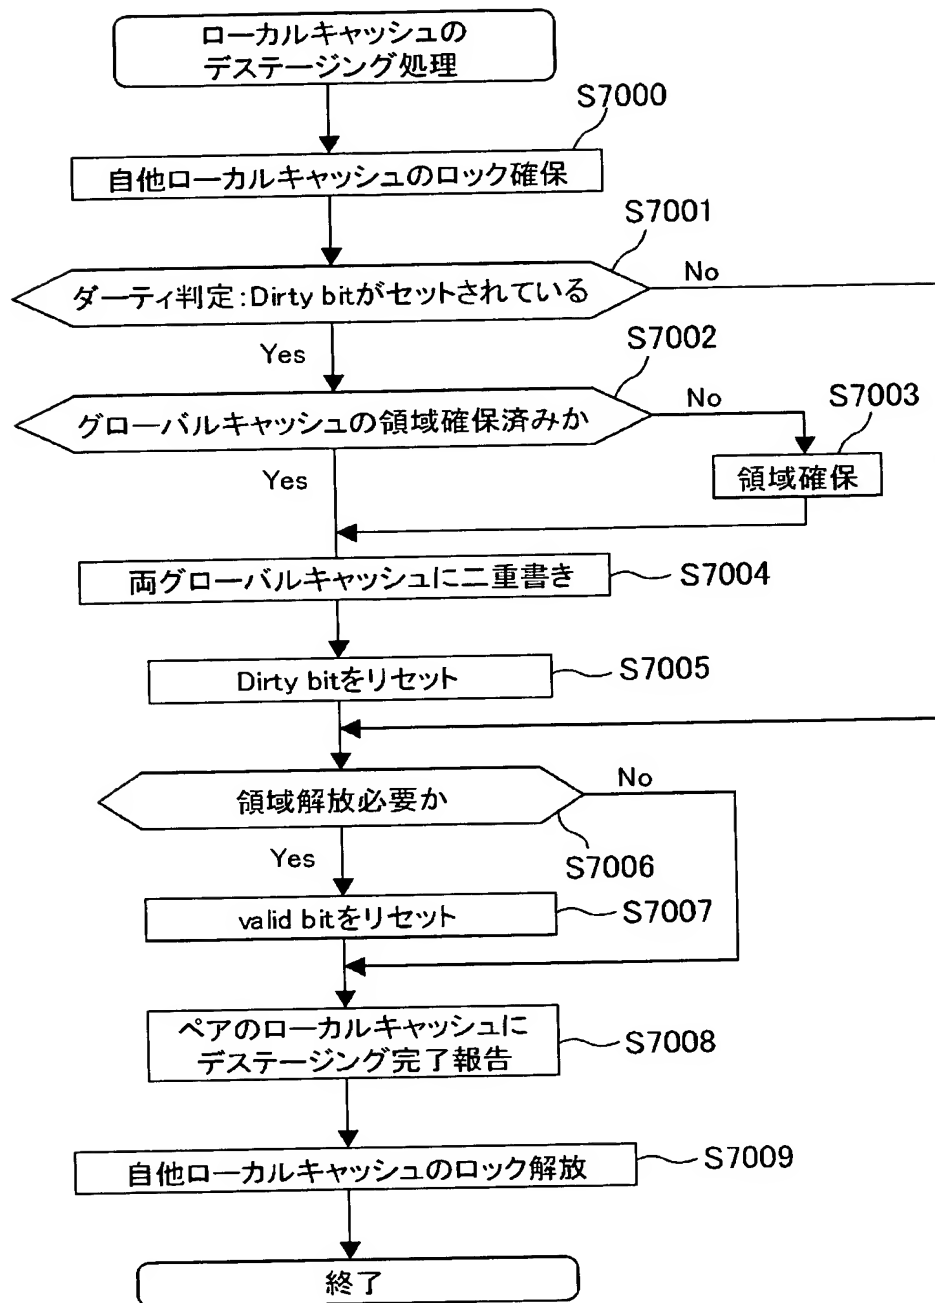 ローカルキャッシュの
デステージング処理
S7000
自他ローカルキャッシュのロック確保
S7001
ダーティ判定:Dirty bitがセットされている
No
Yes
S7002
グローバルキャッシュの領域確保済みか
No
S7003
Yes
領域確保
両グローバルキャッシュに二重書き
S7004
Dirty bitをリセット
S7005
領域解放必要か
No
Yes
S7006
valid bitをリセット
S7007
ペアのローカルキャッシュに
デステージング完了報告
S7008
自他ローカルキャッシュのロック解放
S7009
終了